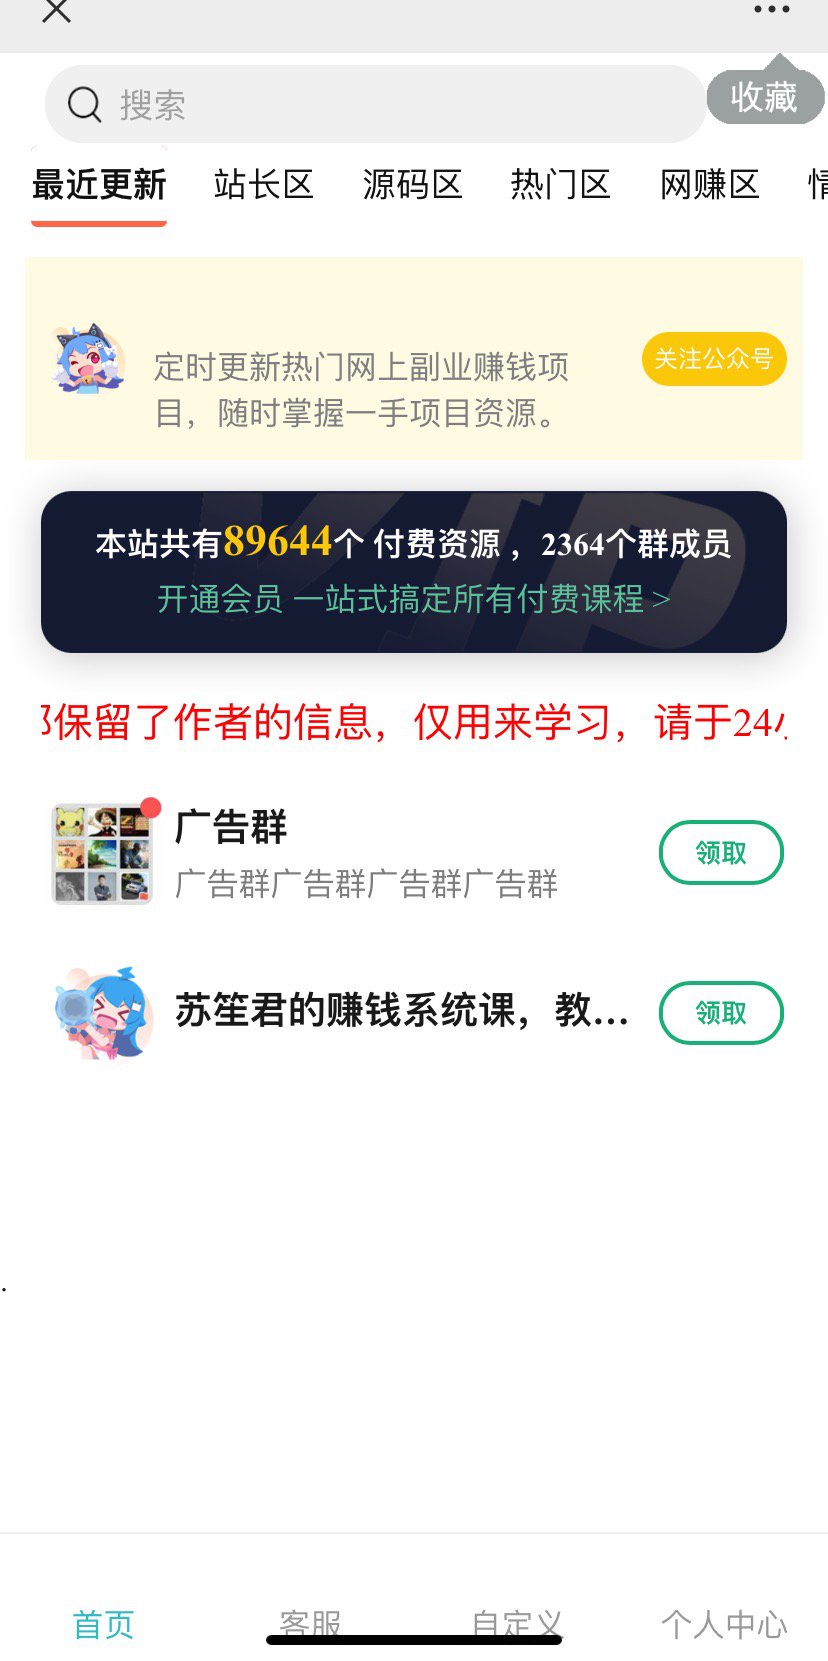 收藏
搜索
最近更新 站长区 源码区 热门区 网赚区
定时更新热门网上副业赚钱项
目，随时掌握一手项目资源。
关注公众号
本站共有89644个 付费资源 ，2364个群成员
开通会员 一站式搞定所有付费课程 >
保留了作者的信息，仅用来学习，请于24
广告群
广告群广告群广告群广告群
领取
苏笙君的赚钱系统课，教...
领取
首页 客服 自定义 个人中心